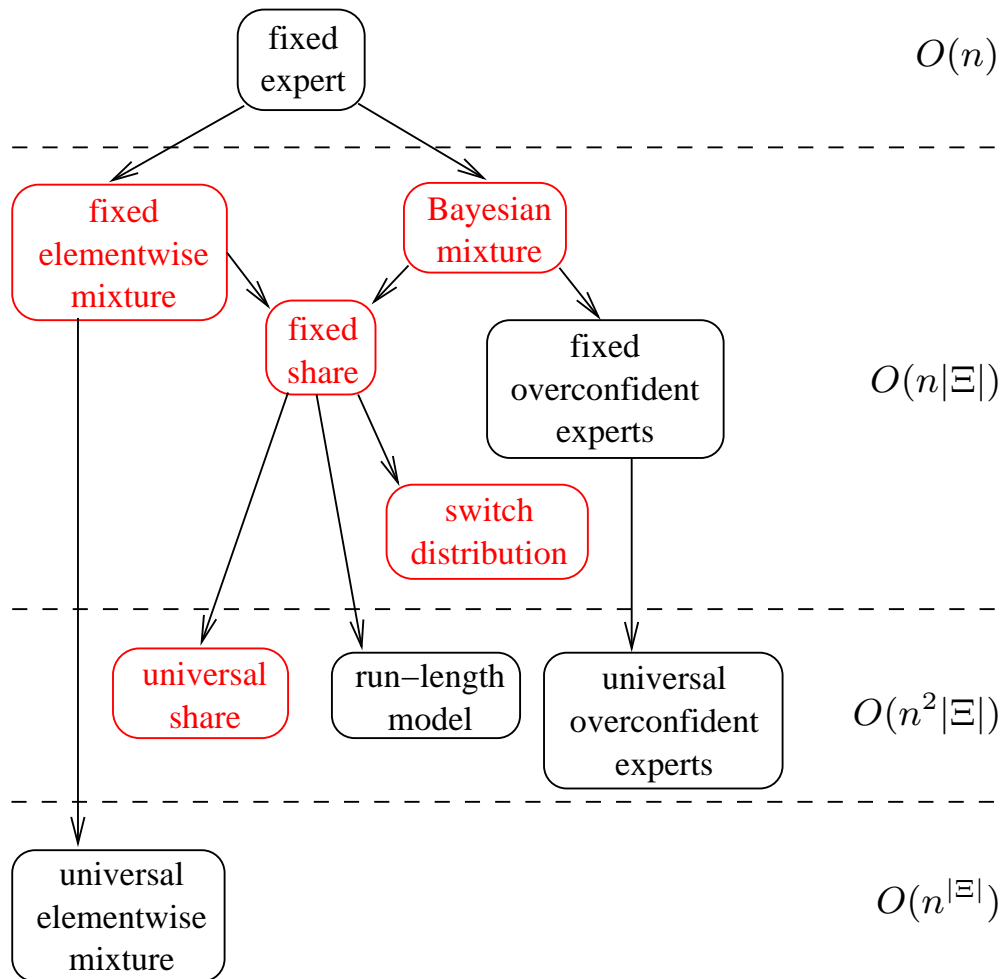 fixed
expert
O(n)
fixed
elementwise
mixture
Bayesian
mixture
fixed
share
fixed
overconfident
experts
O(n|Ξ|)
switch
distribution
universal
share
run−length
model
universal
overconfident
experts
O(n²|Ξ|)
universal
elementwise
mixture
O(n^{|Ξ|})